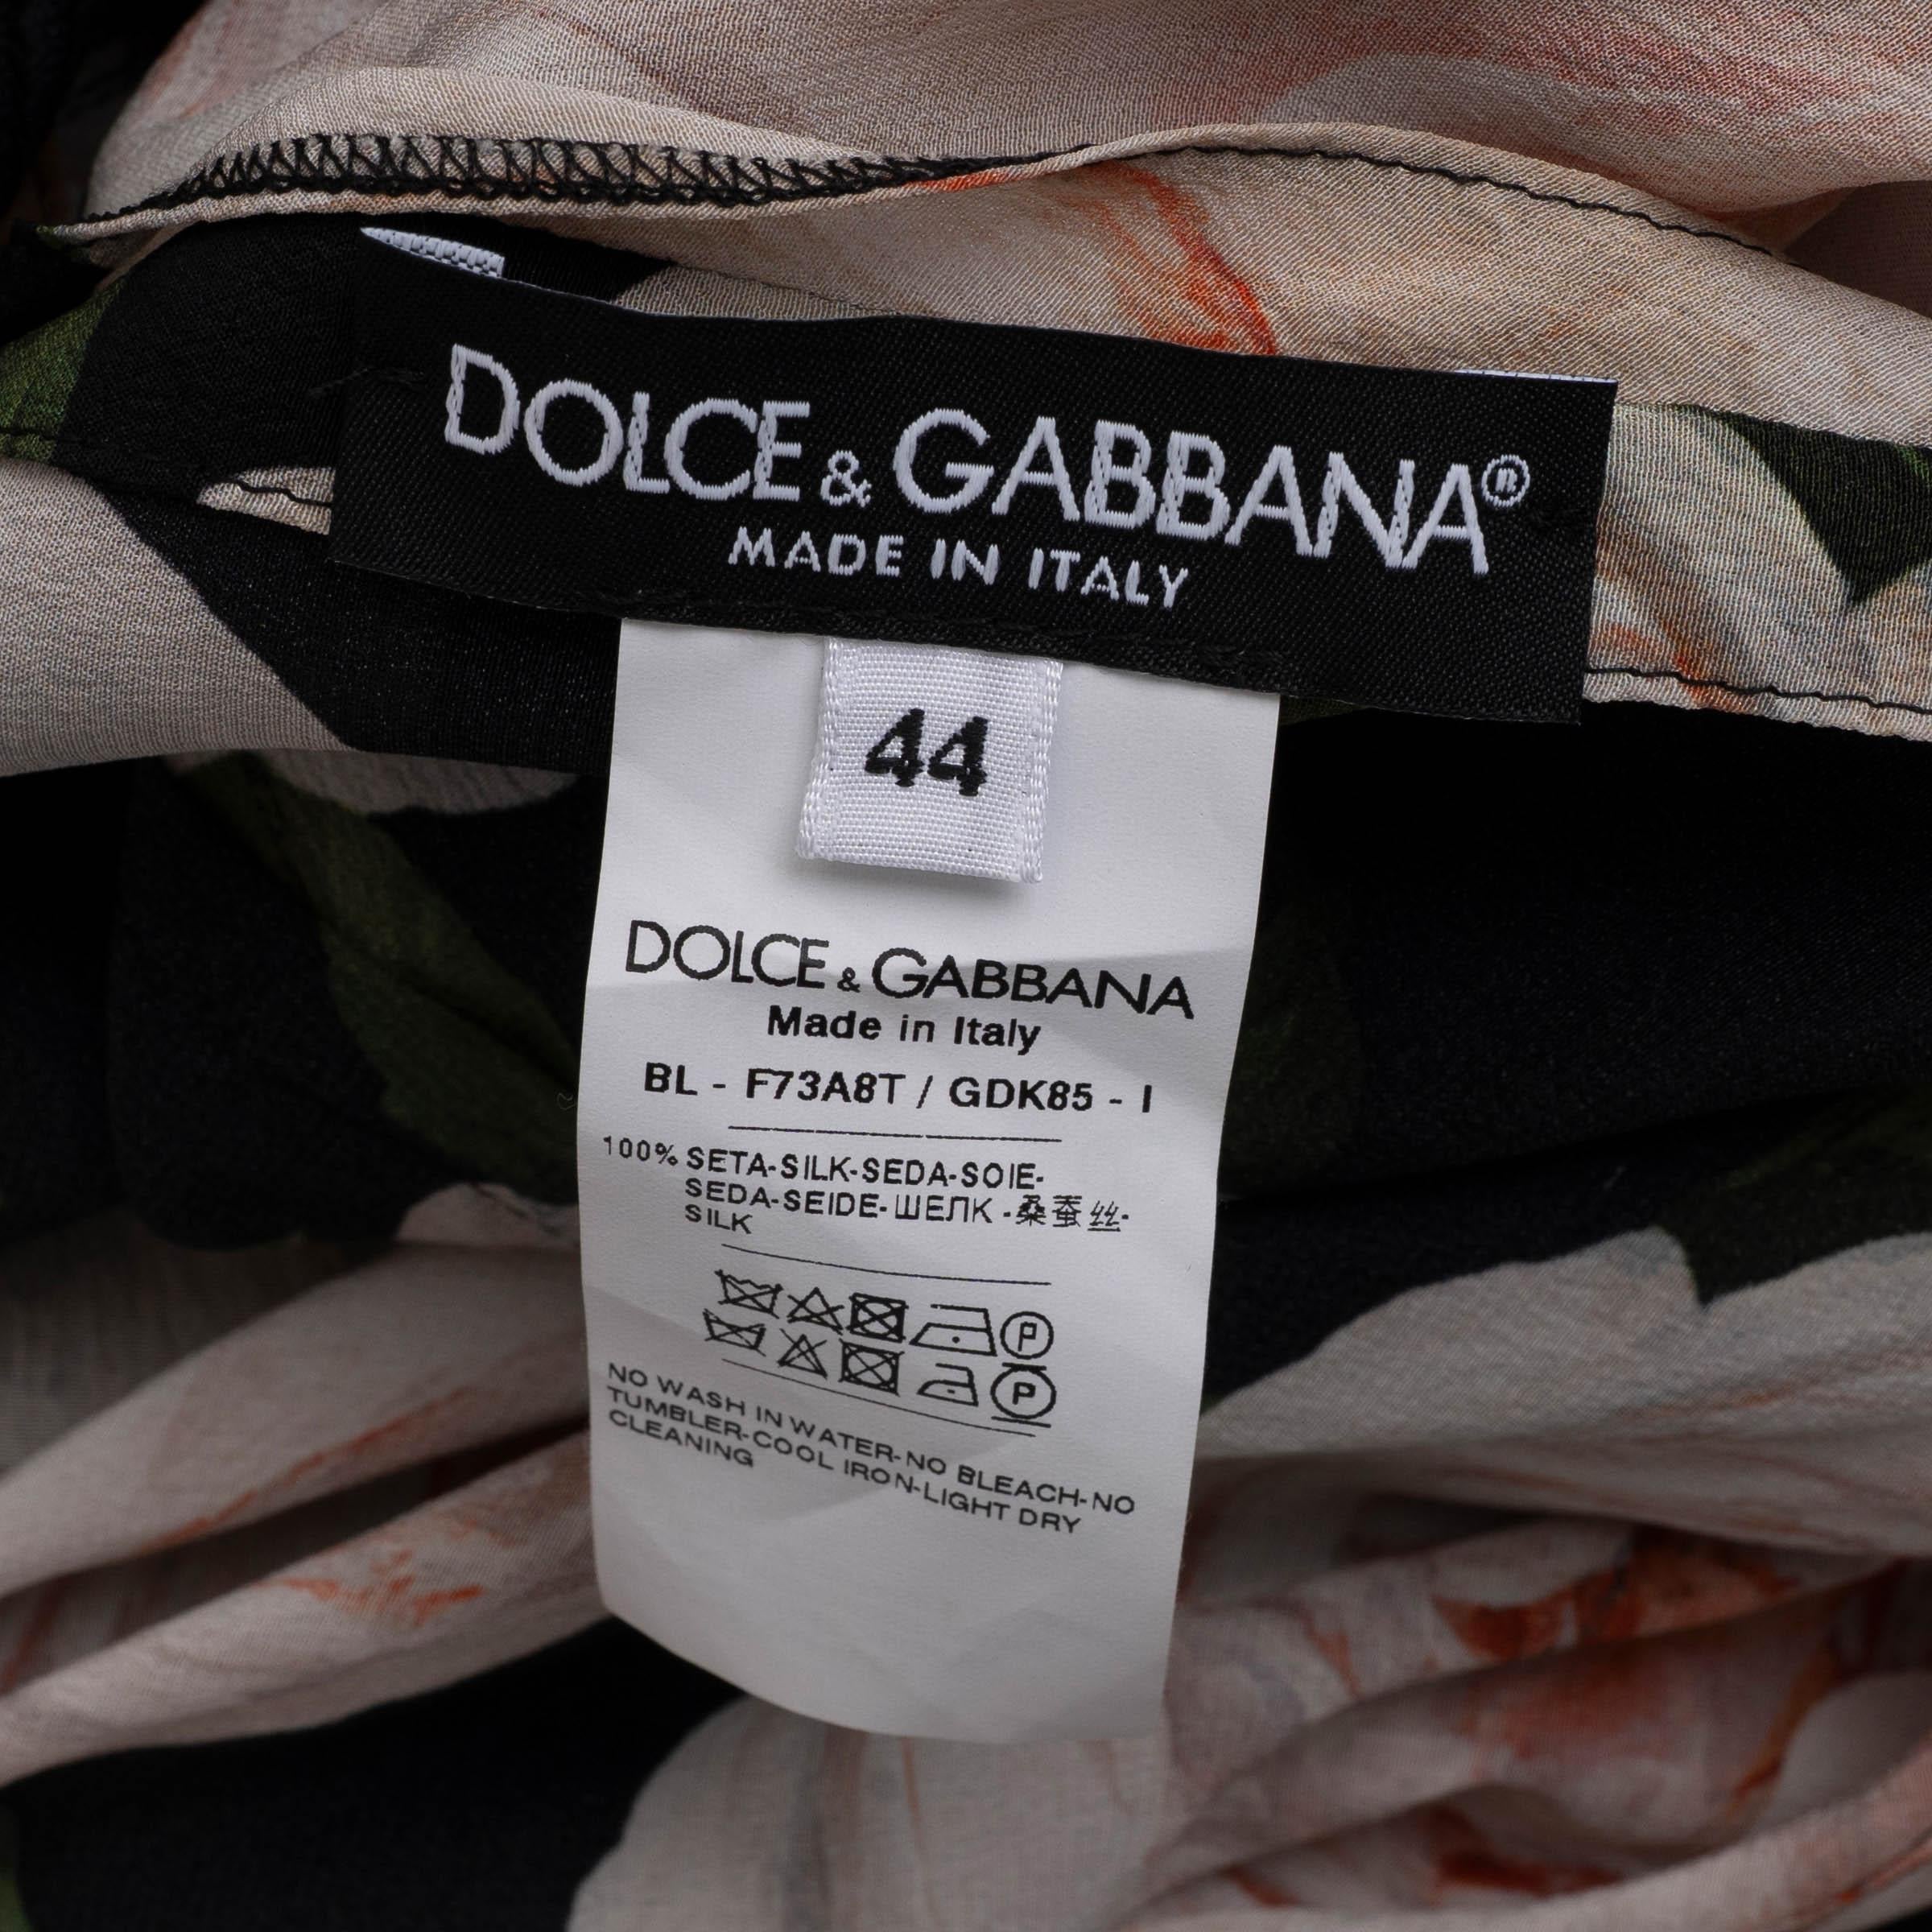 DOLCE & GABBANA®
MADE IN ITALY
44
DOLCE & GABBANA
Made in Italy
BL - F73A8T / GDK85 - I
100% SETA-SILK-SEDA-SOIE-
SEDA-SEIDE-ШЕЛК-桑蚕丝-
SILK
P
P
NO WASH IN WATER-NO BLEACH-NO
TUMBLER-COOL IRON-LIGHT DRY
CLEANING